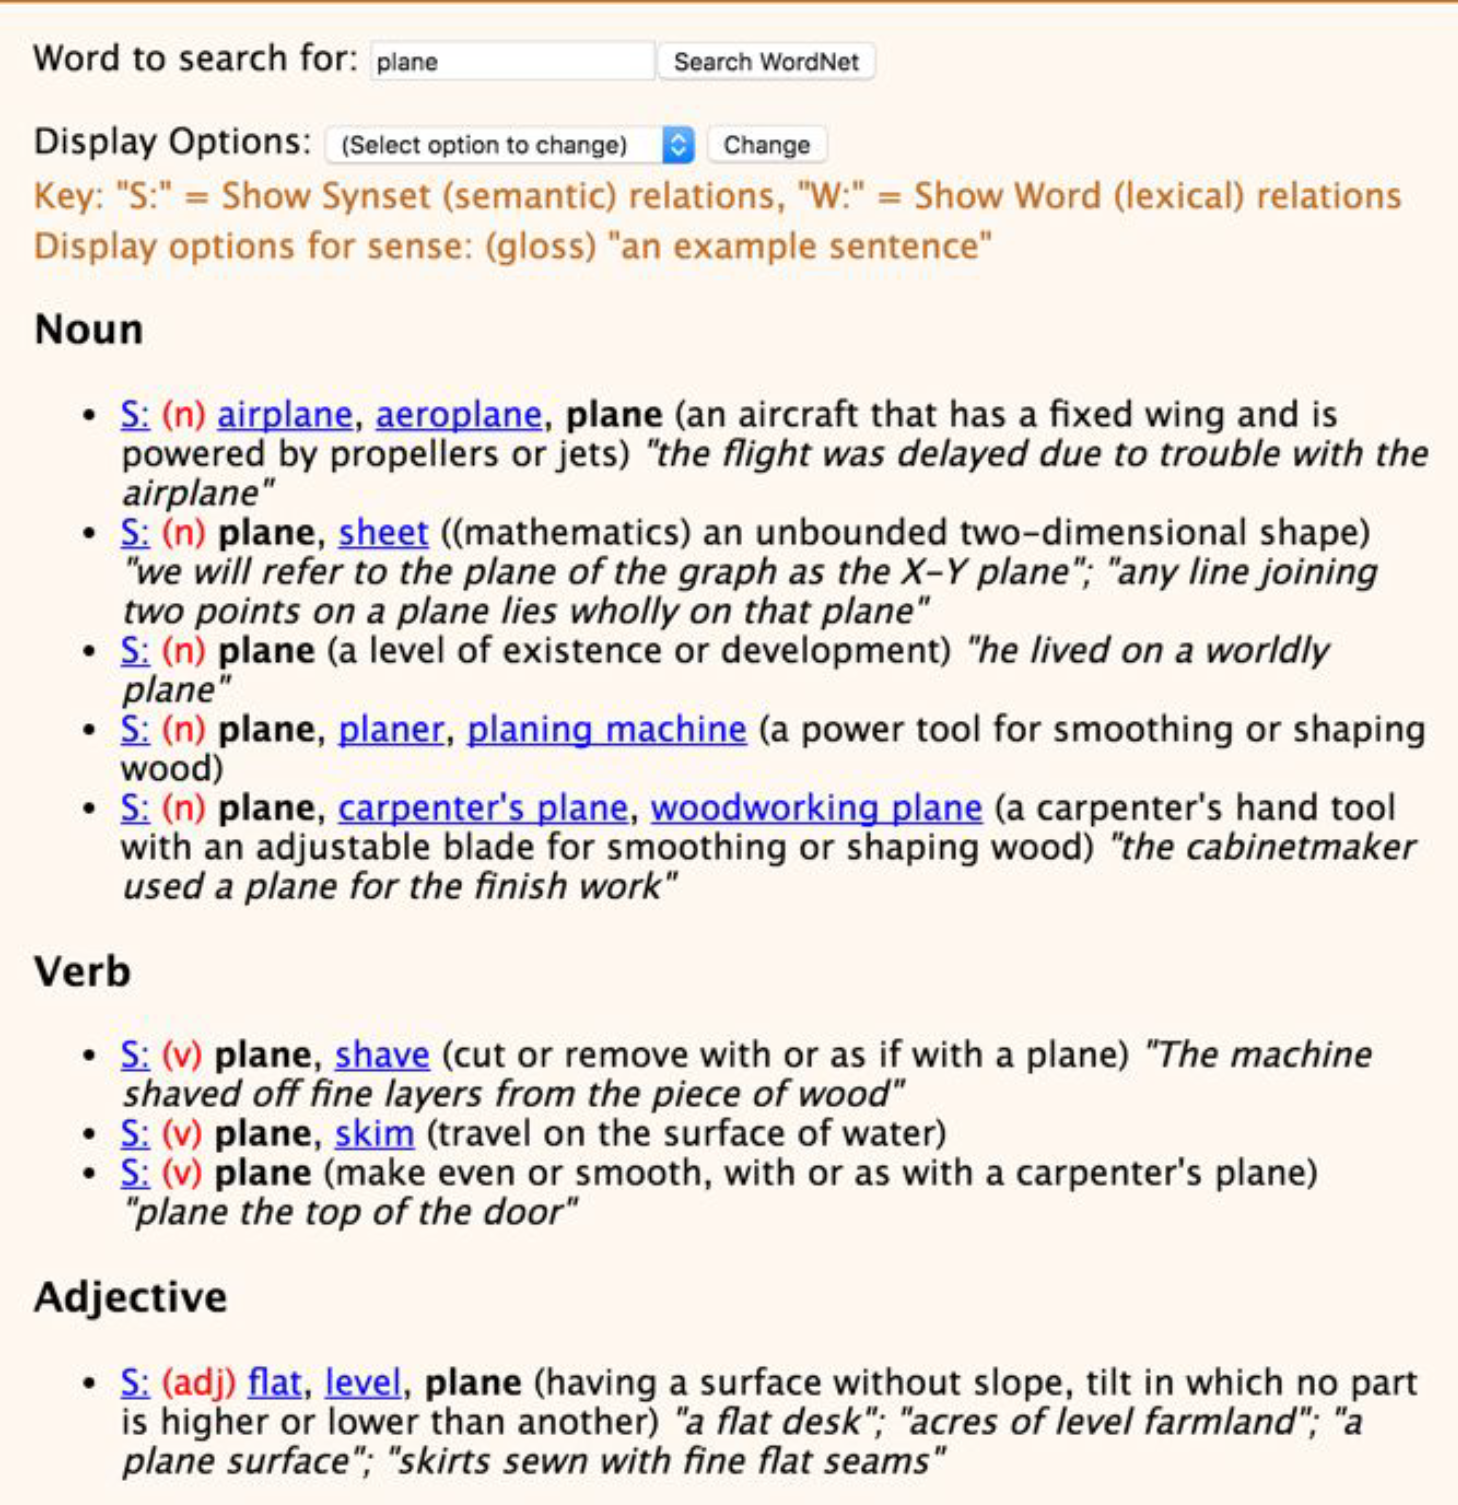 Word to search for: plane Search WordNet
Display Options: (Select option to change) Change
Key: "S:" = Show Synset (semantic) relations, "W:" = Show Word (lexical) relations
Display options for sense: (gloss) "an example sentence"
Noun
• S: (n) airplane, aeroplane, plane (an aircraft that has a fixed wing and is
powered by propellers or jets) "the flight was delayed due to trouble with the
airplane"
• S: (n) plane, sheet ((mathematics) an unbounded two-dimensional shape)
"we will refer to the plane of the graph as the X-Y plane"; "any line joining
two points on a plane lies wholly on that plane"
• S: (n) plane (a level of existence or development) "he lived on a worldly
plane"
• S: (n) plane, planer, planing machine (a power tool for smoothing or shaping
wood)
• S: (n) plane, carpenter's plane, woodworking plane (a carpenter's hand tool
with an adjustable blade for smoothing or shaping wood) "the cabinetmaker
used a plane for the finish work"
Verb
• S: (v) plane, shave (cut or remove with or as if with a plane) "The machine
shaved off fine layers from the piece of wood"
• S: (v) plane, skim (travel on the surface of water)
• S: (v) plane (make even or smooth, with or as with a carpenter's plane)
"plane the top of the door"
Adjective
• S: (adj) flat, level, plane (having a surface without slope, tilt in which no part
is higher or lower than another) "a flat desk"; "acres of level farmland"; "a
plane surface"; "skirts sewn with fine flat seams"